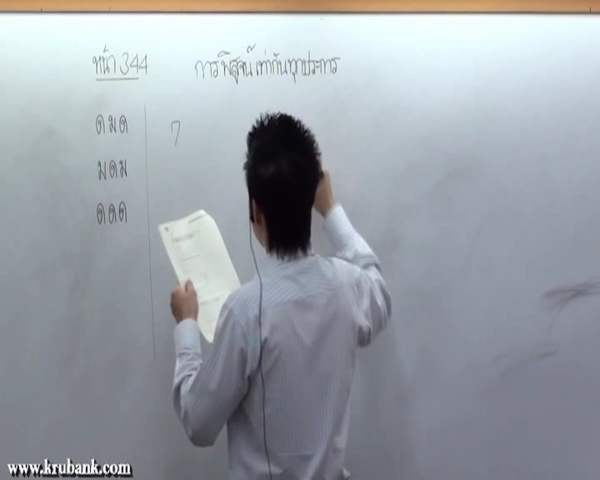 หน้า 344 การพิสูจน์เท่ากันทุกประการ
ด ม ด 7
ม ด ม
ด ด ด
www.krubank.com